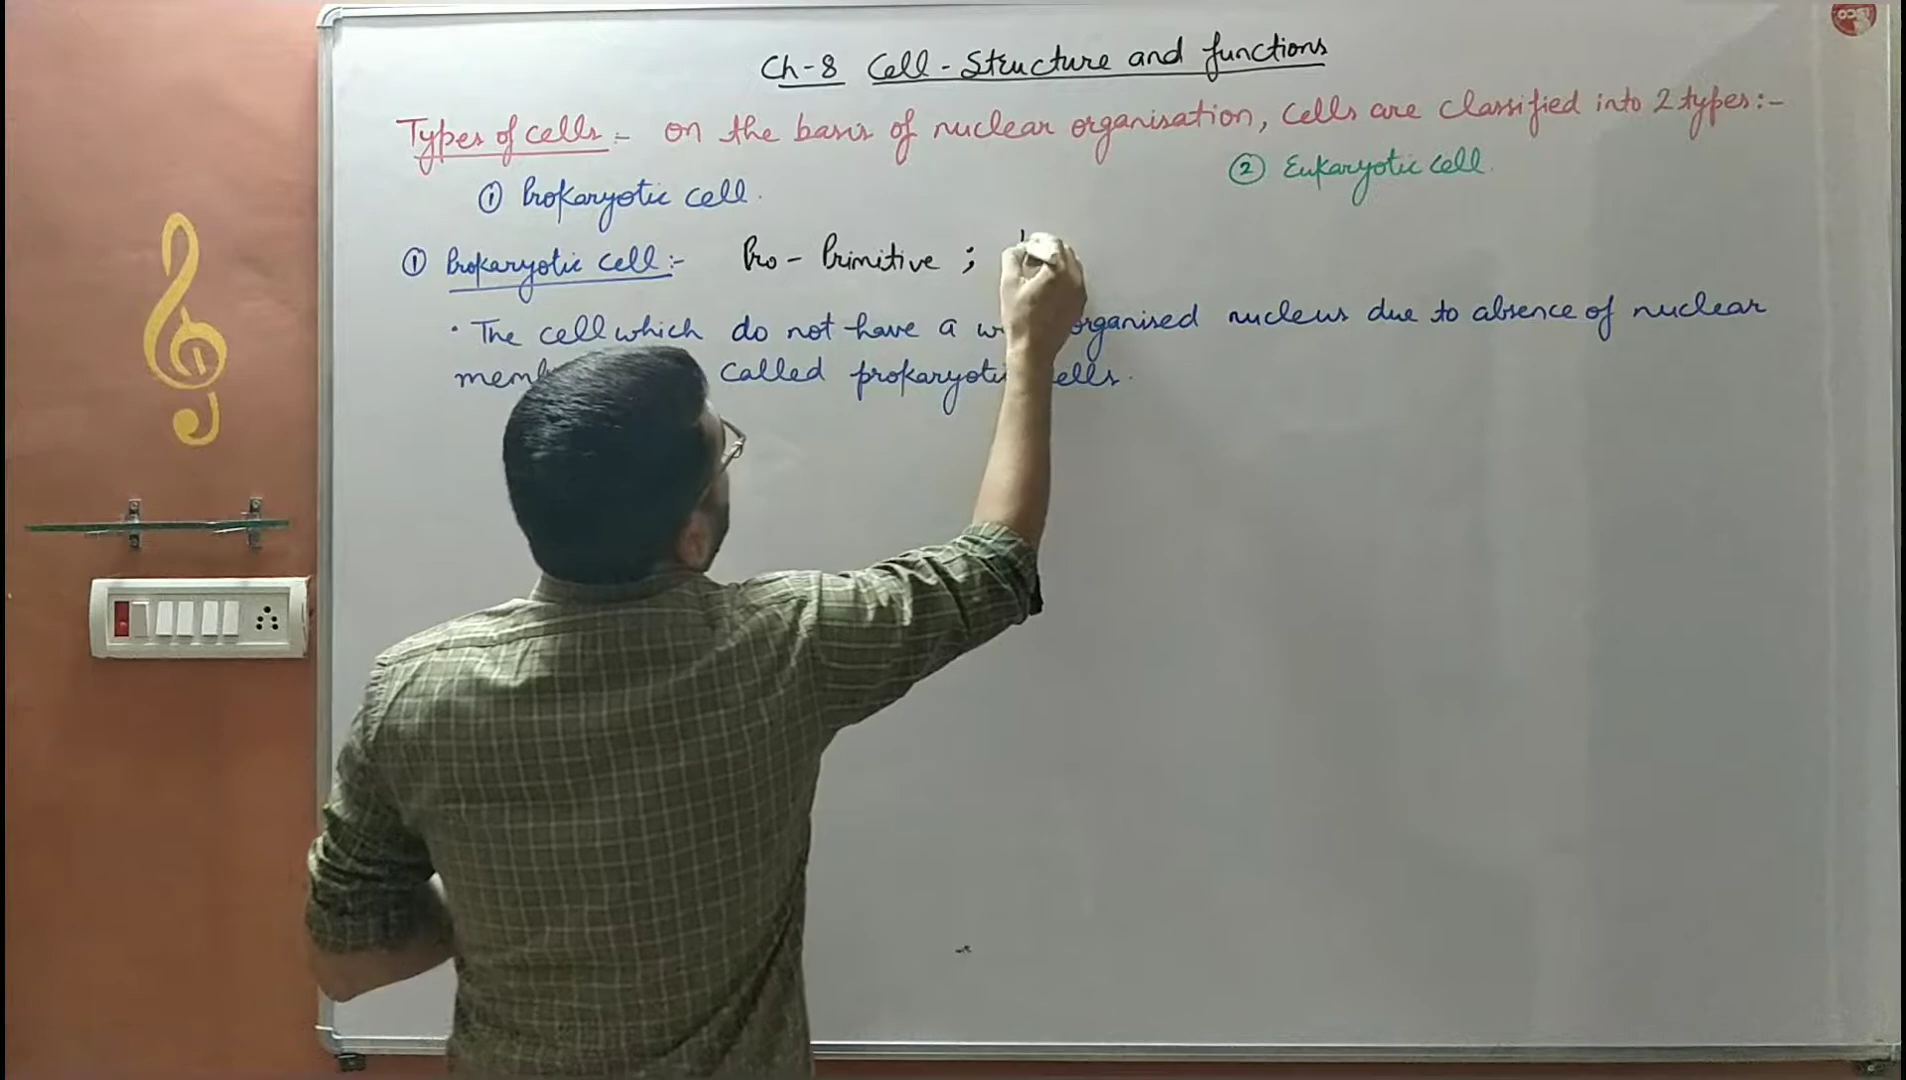 Ch-8 Cell - Structure and functions
Types of cells :- on the basis of nuclear organisation, cells are classified into 2 types :-
① Prokaryotic cell.
② Eukaryotic cell.
① Prokaryotic cell :- Pro - Primitive ;
• The cell which do not have a organised nucleus due to absence of nuclear
called prokaryotic cells.